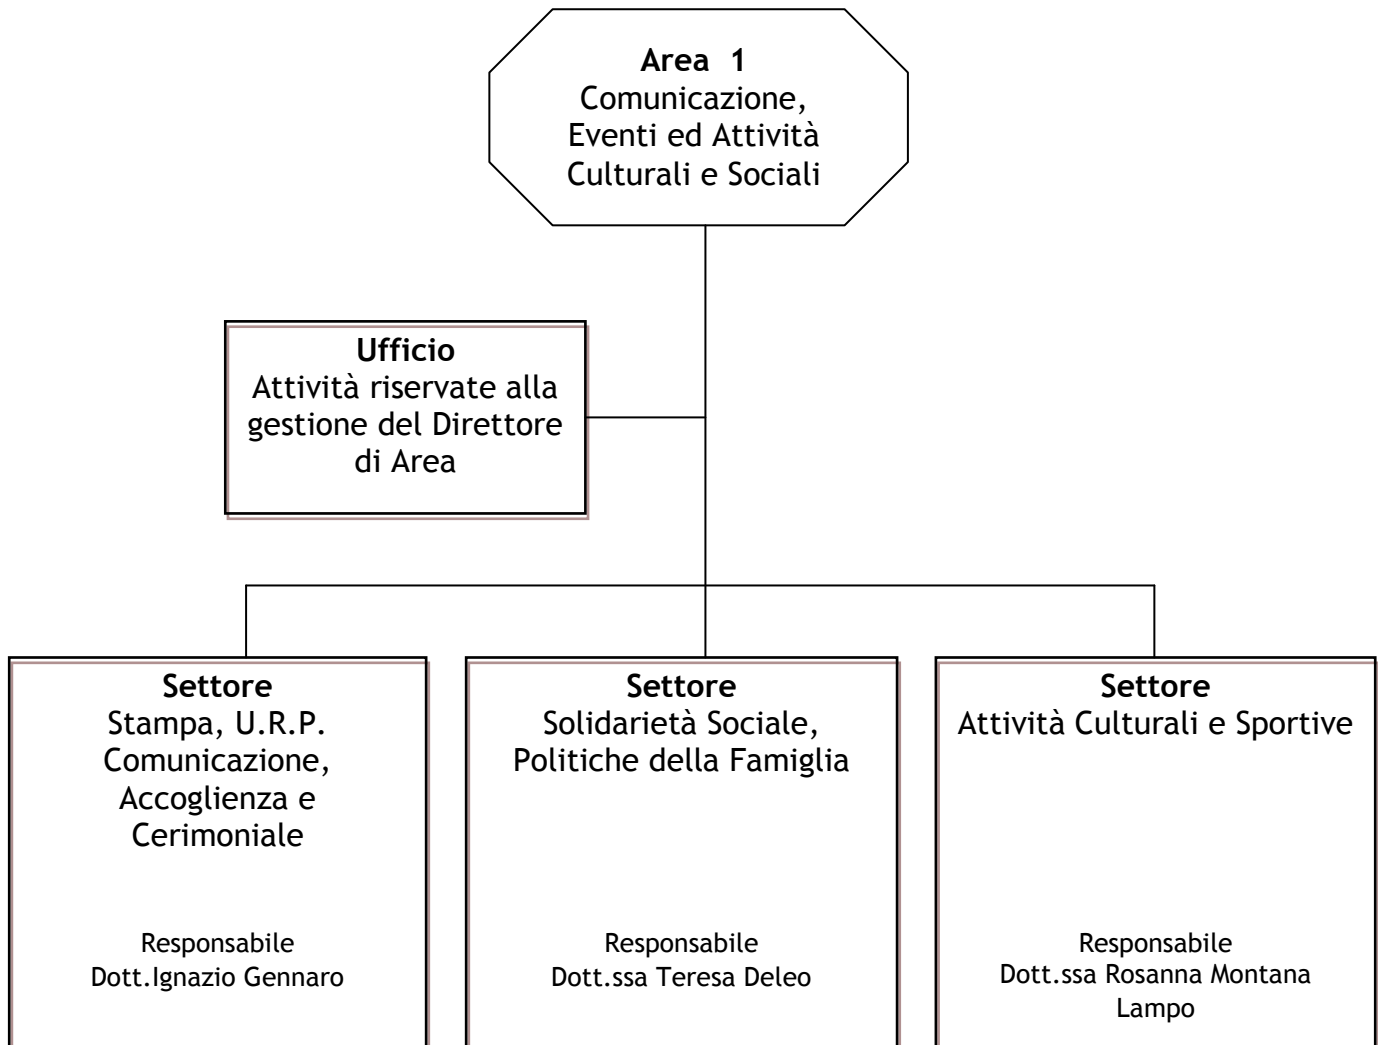 Area 1
Comunicazione,
Eventi ed Attività
Culturali e Sociali
Ufficio
Attività riservate alla
gestione del Direttore
di Area
Settore
Stampa, U.R.P.
Comunicazione,
Accoglienza e
Cerimoniale
Responsabile
Dott.Ignazio Gennaro
Settore
Solidarietà Sociale,
Politiche della Famiglia
Responsabile
Dott.ssa Teresa Deleo
Settore
Attività Culturali e Sportive
Responsabile
Dott.ssa Rosanna Montana
Lampo